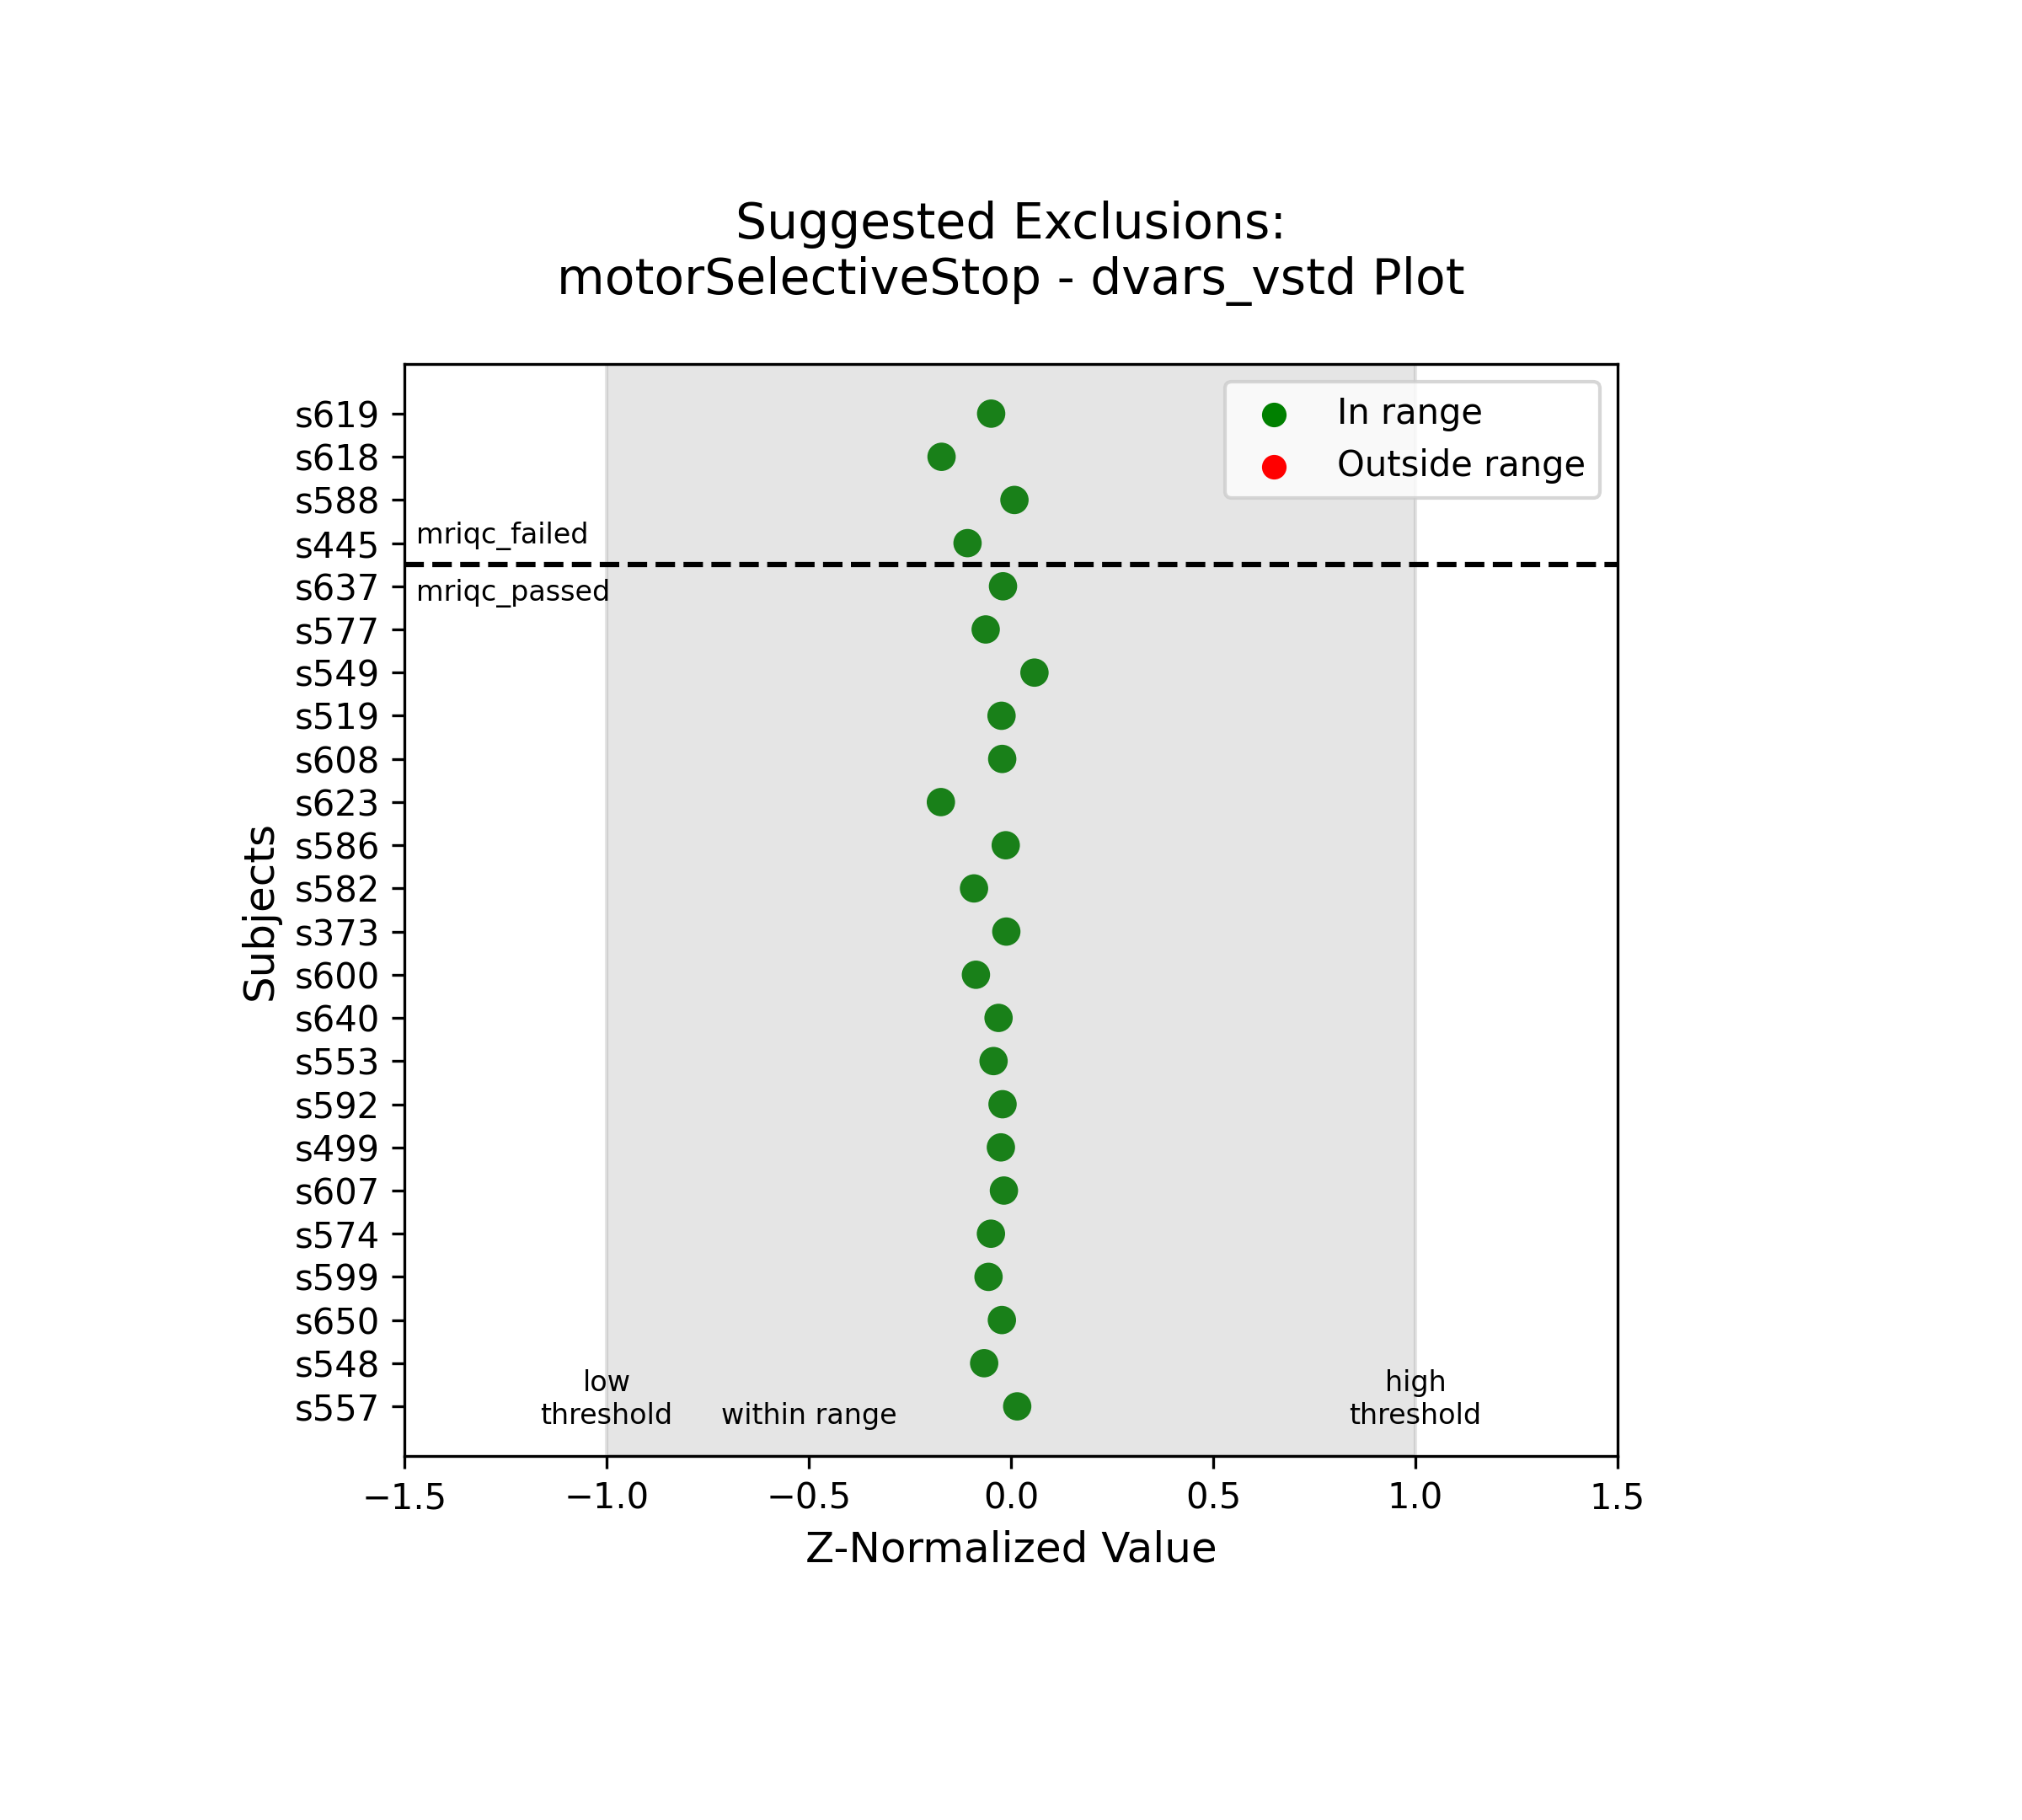 Suggested Exclusions:
motorSelectiveStop - dvars_vstd Plot
In range
Outside range
s619
s618
s588
s445
mriqc_failed
s637
mriqc_passed
s577
s549
s519
s608
s623
s586
s582
s373
s600
s640
s553
s592
s499
s607
s574
s599
s650
s548
s557
Subjects
low
threshold
within range
high
threshold
−1.5 −1.0 −0.5 0.0 0.5 1.0 1.5
Z-Normalized Value